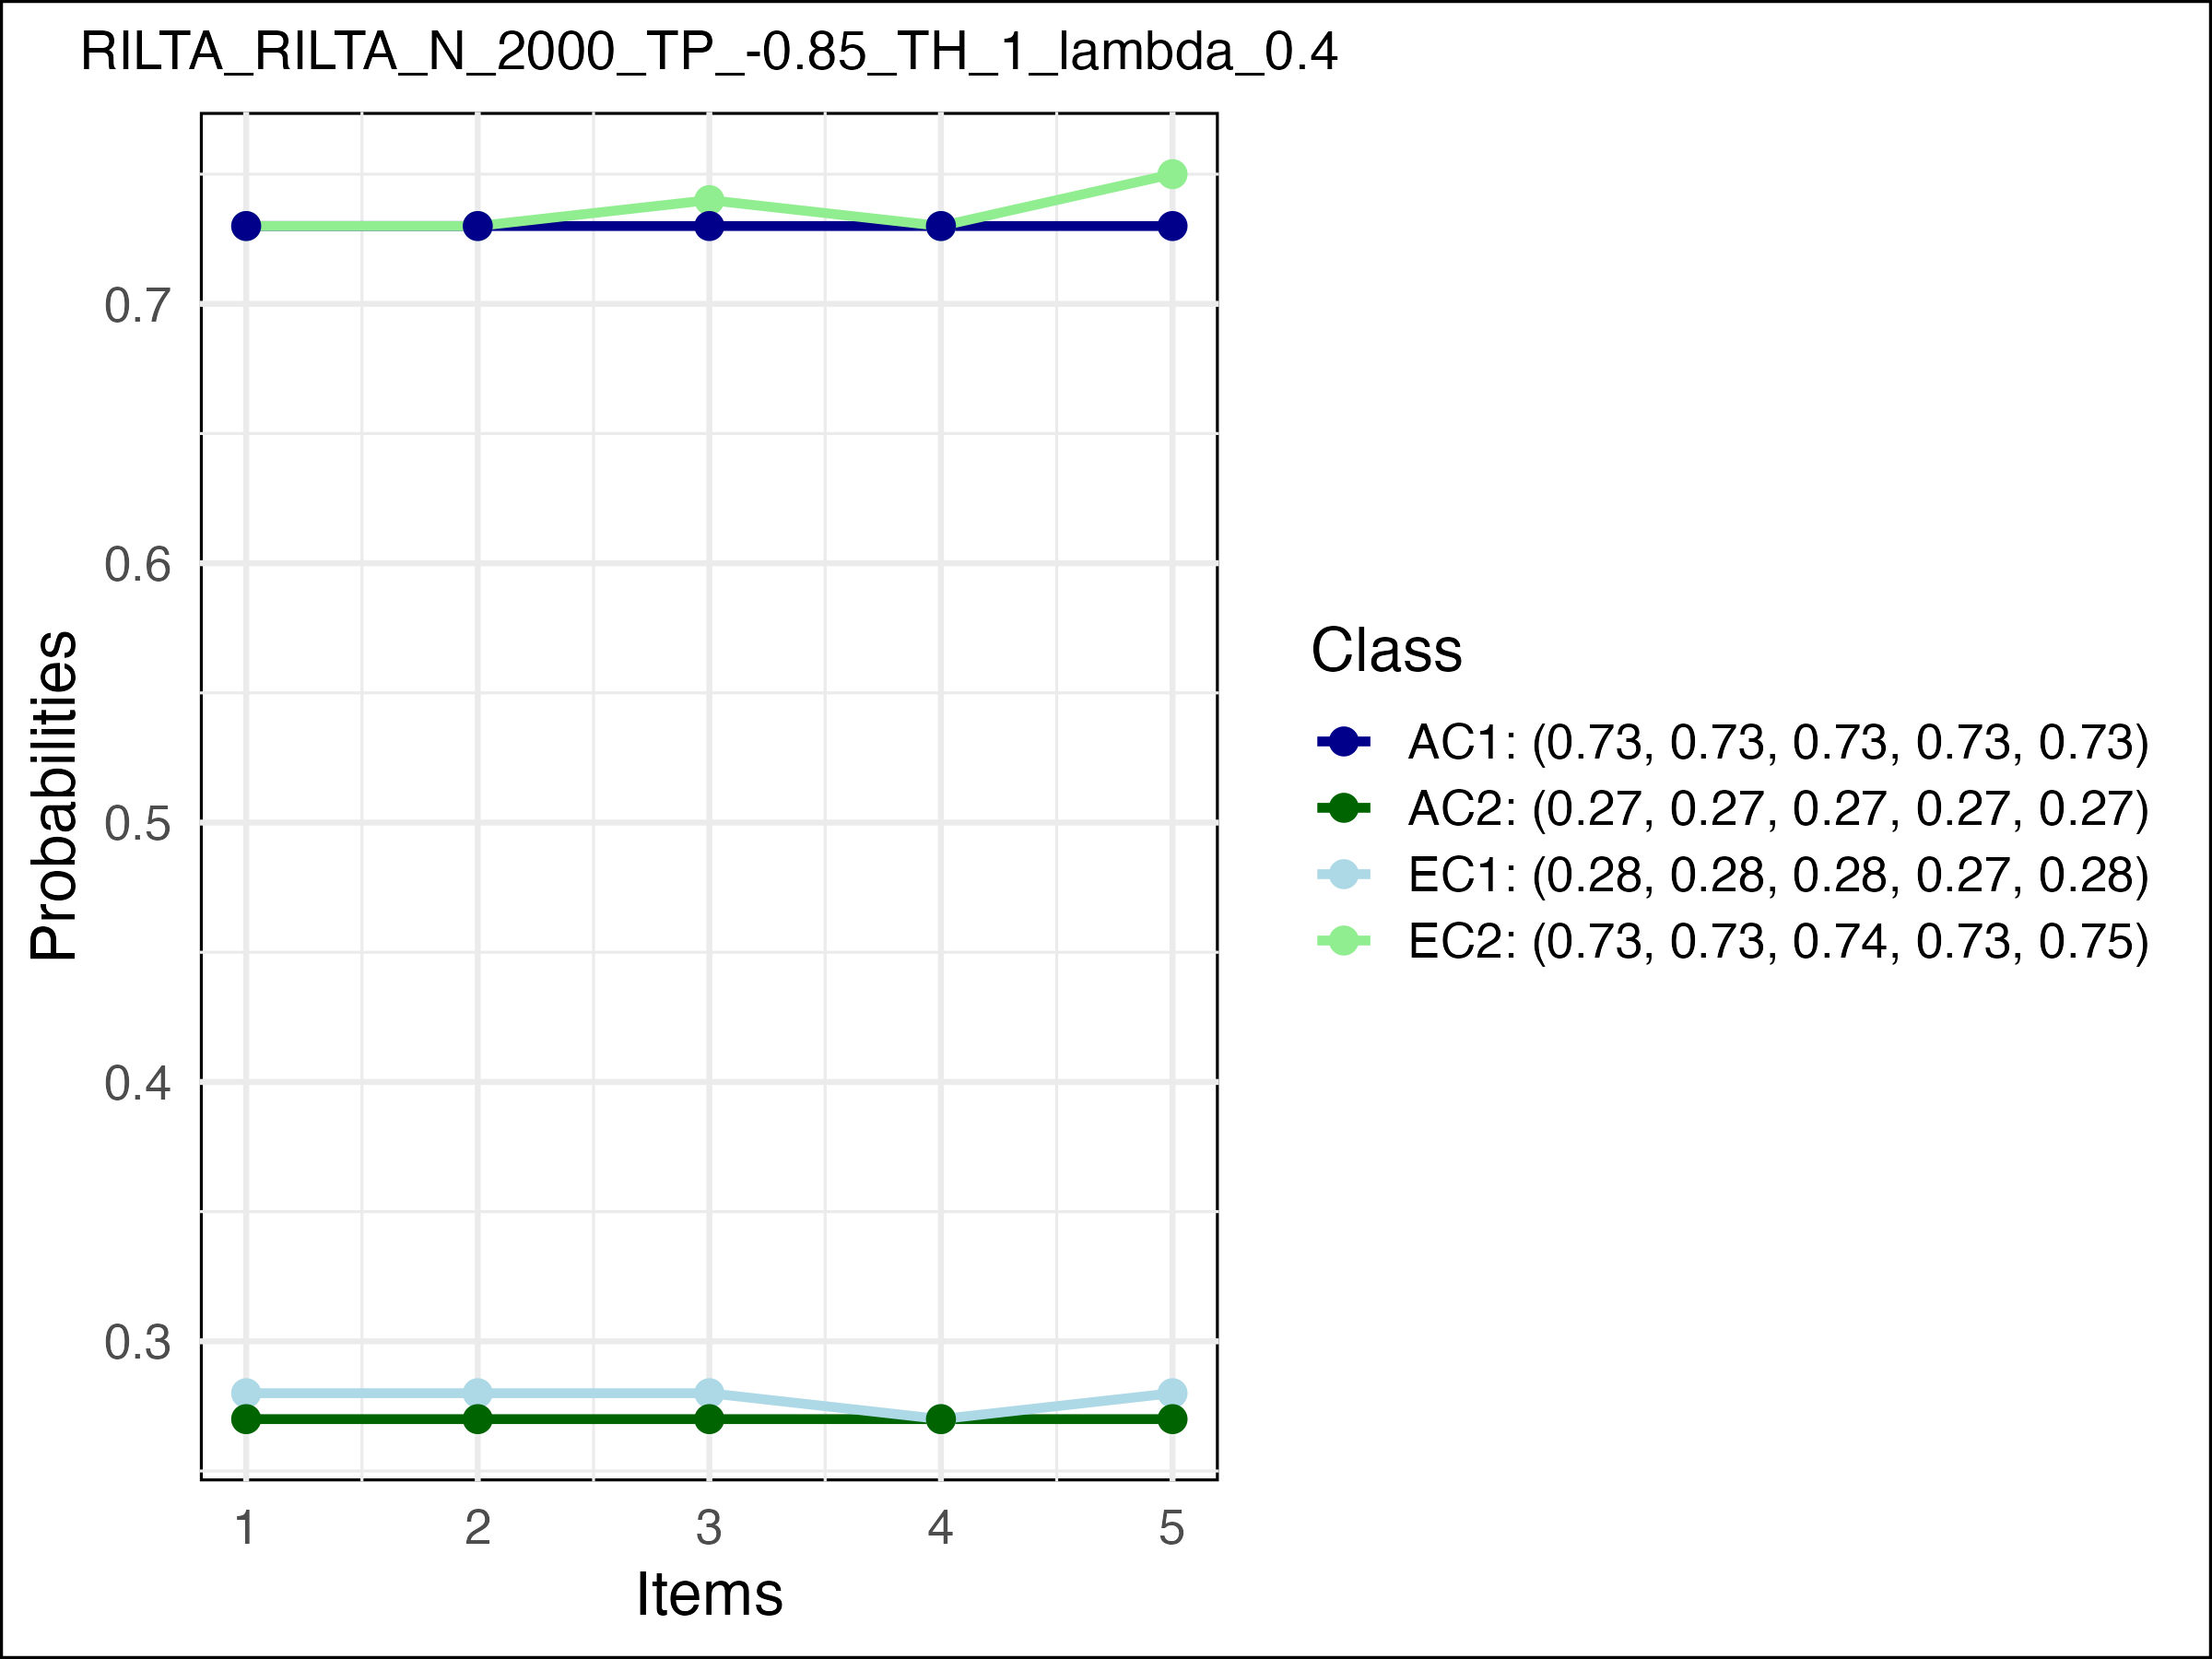 RILTA_RILTA_N_2000_TP_-0.85_TH_1_lambda_0.4
Probabilities
0.7
0.6
0.5
0.4
0.3
1 2 3 4 5
Items
Class
AC1: (0.73, 0.73, 0.73, 0.73, 0.73)
AC2: (0.27, 0.27, 0.27, 0.27, 0.27)
EC1: (0.28, 0.28, 0.28, 0.27, 0.28)
EC2: (0.73, 0.73, 0.74, 0.73, 0.75)